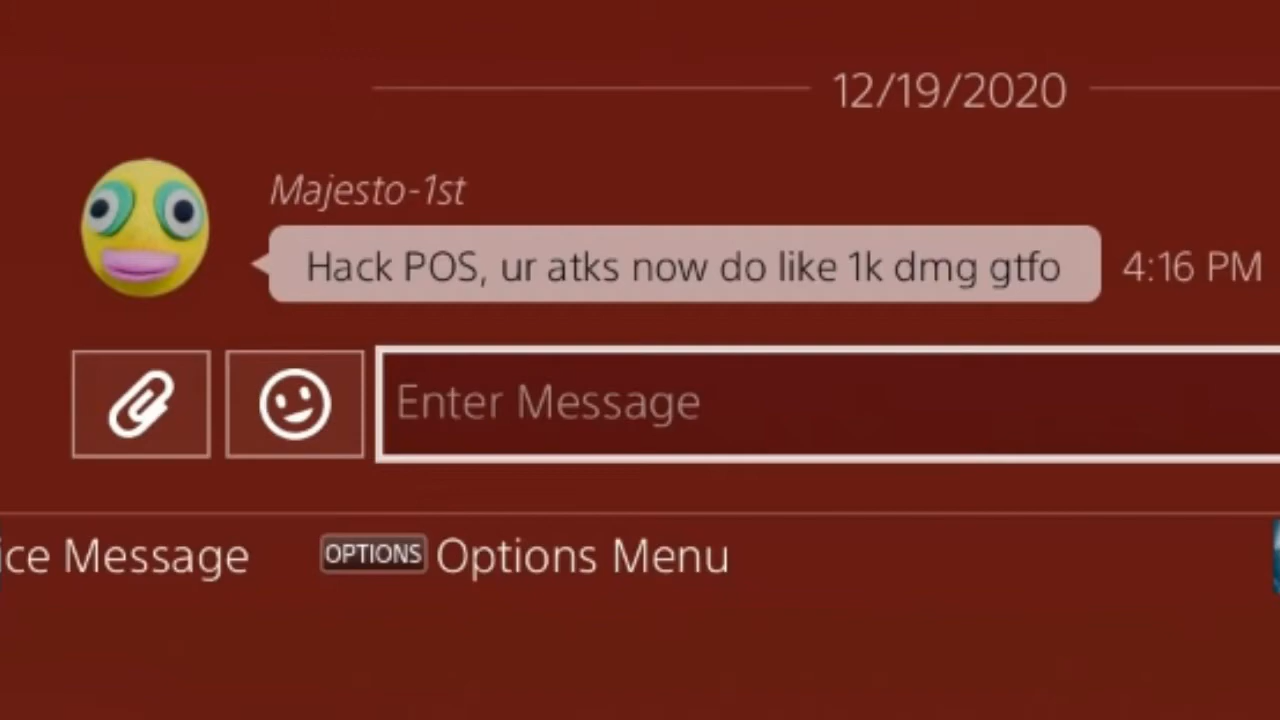 12/19/2020
Majesto-1st
Hack POS, ur atks now do like 1k dmg gtfo
4:16 PM
Enter Message
ice Message
OPTIONS Options Menu